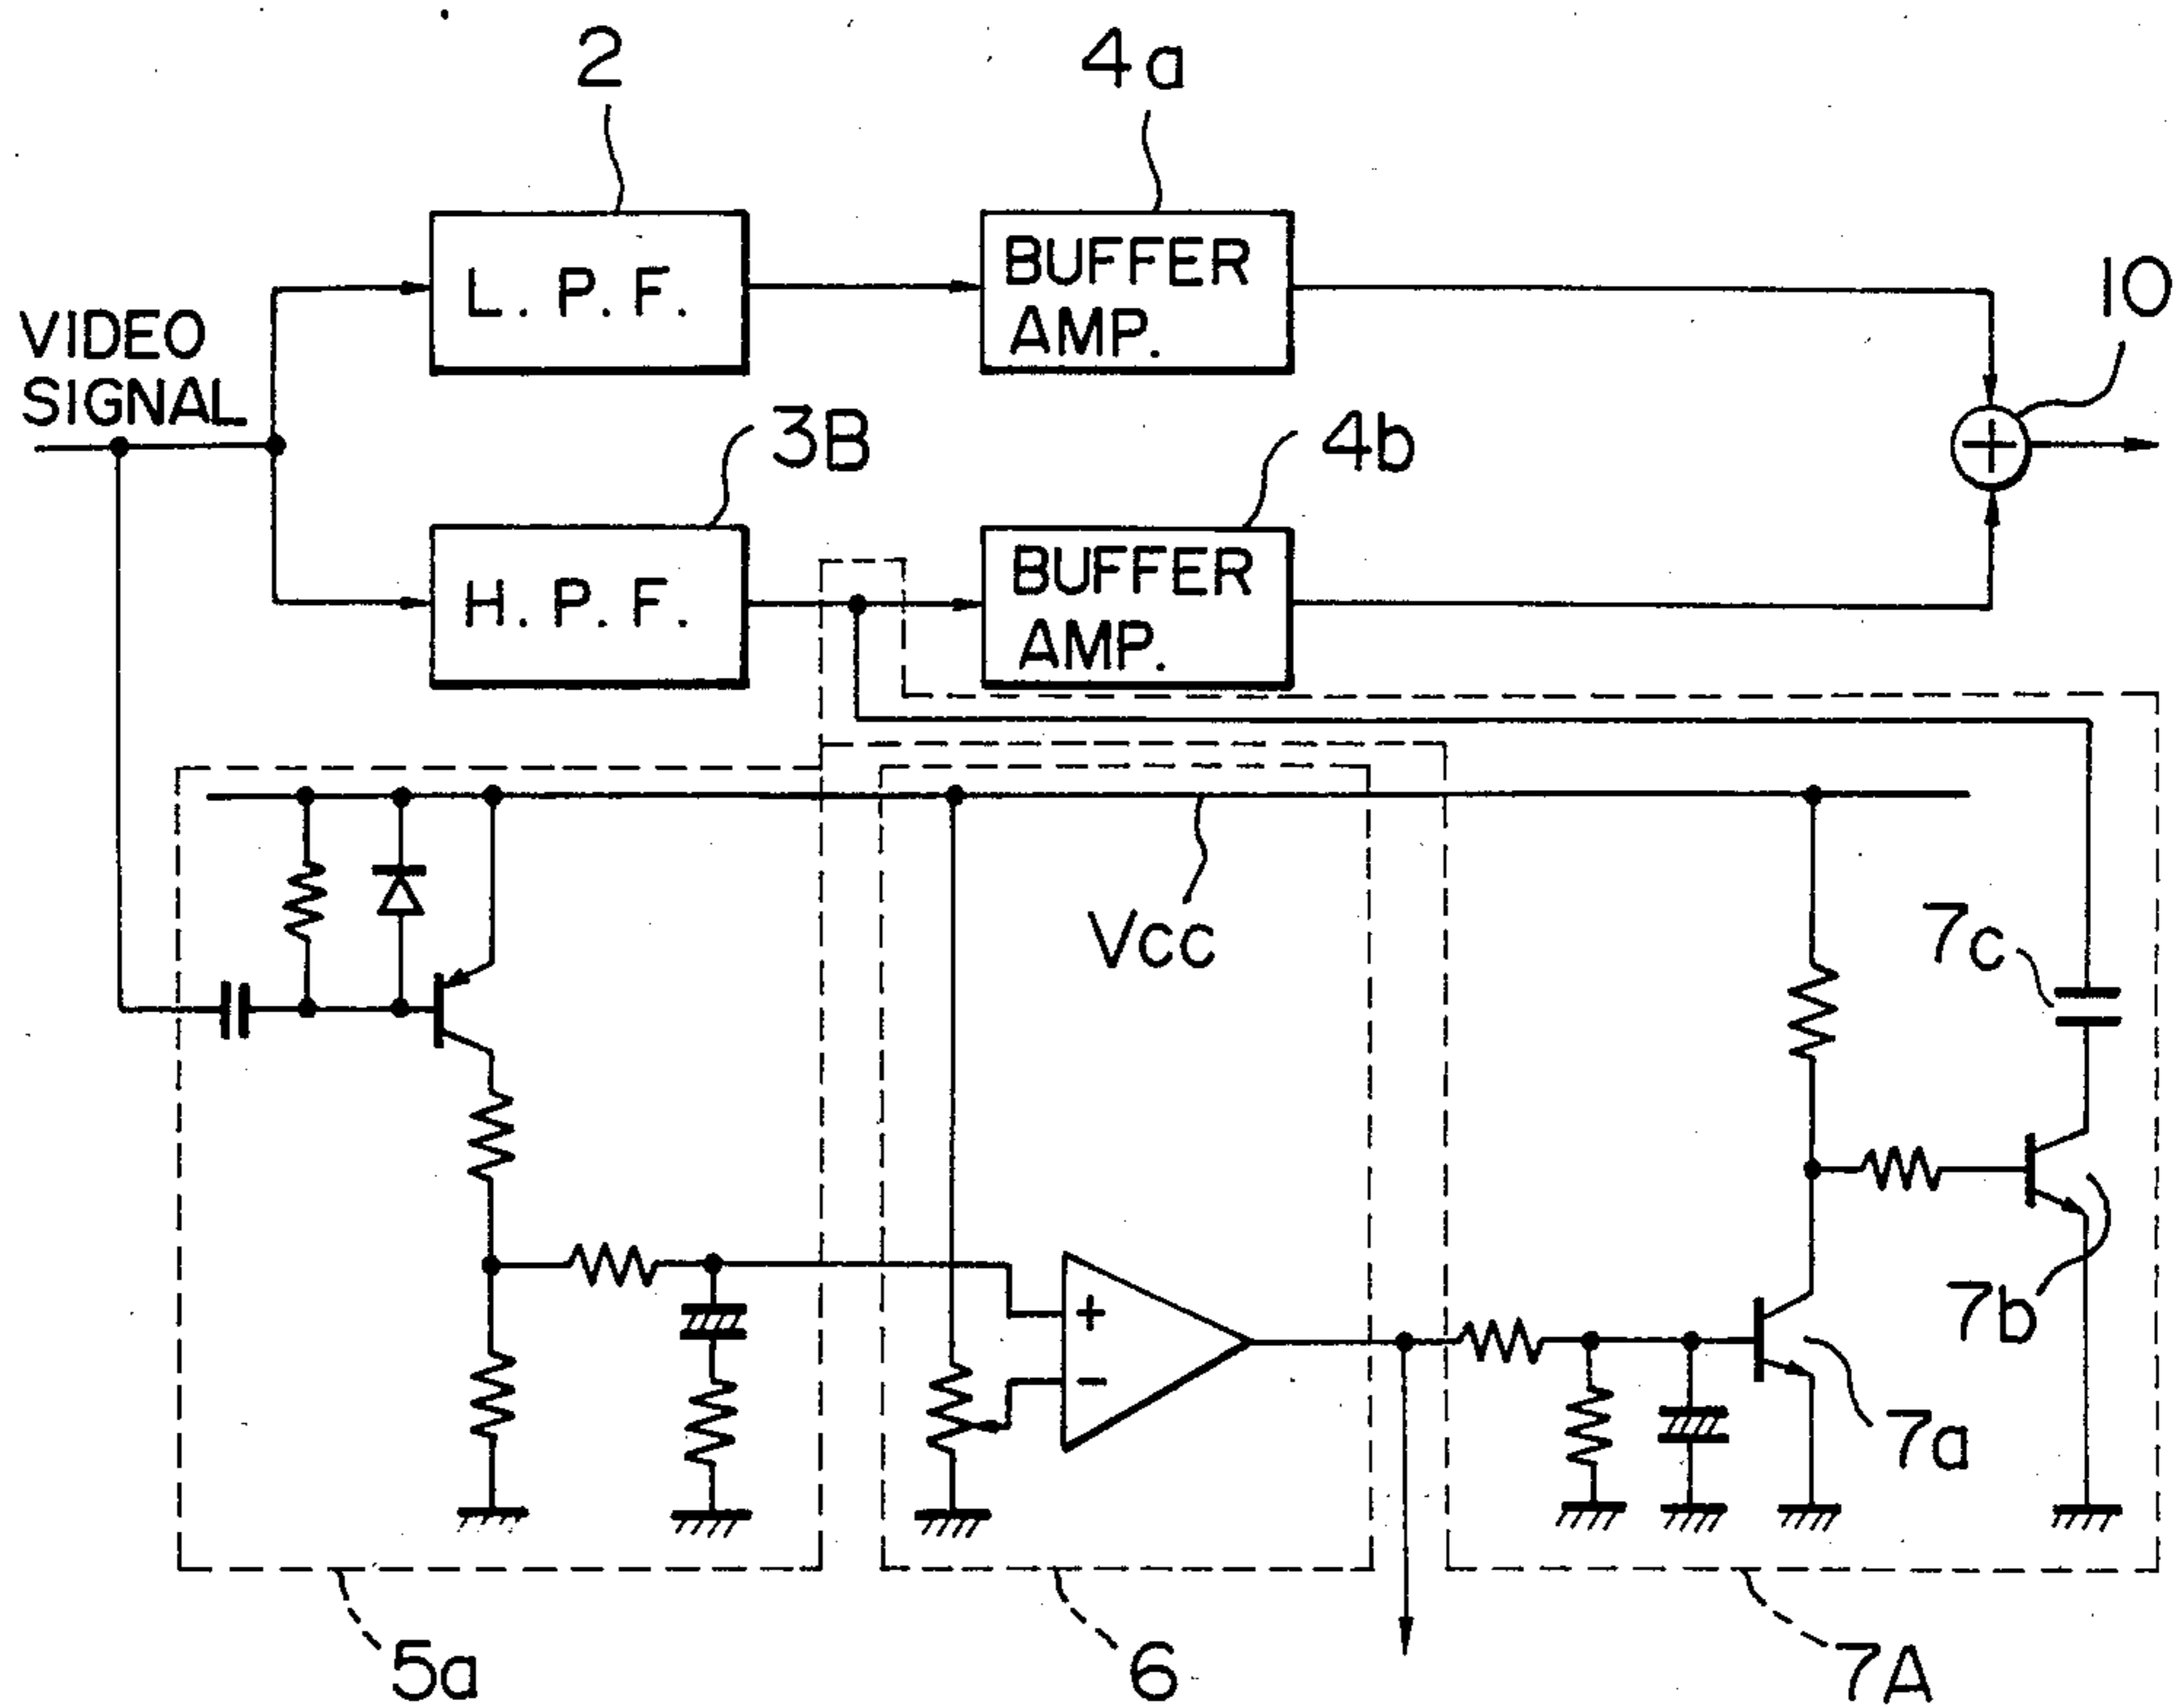 2
4a
L. P. F.
BUFFER
AMP.
10
VIDEO
SIGNAL
3B
4b
H. P. F.
BUFFER
AMP.
Vcc
7c
7b
+
−
7a
5a
6
7A